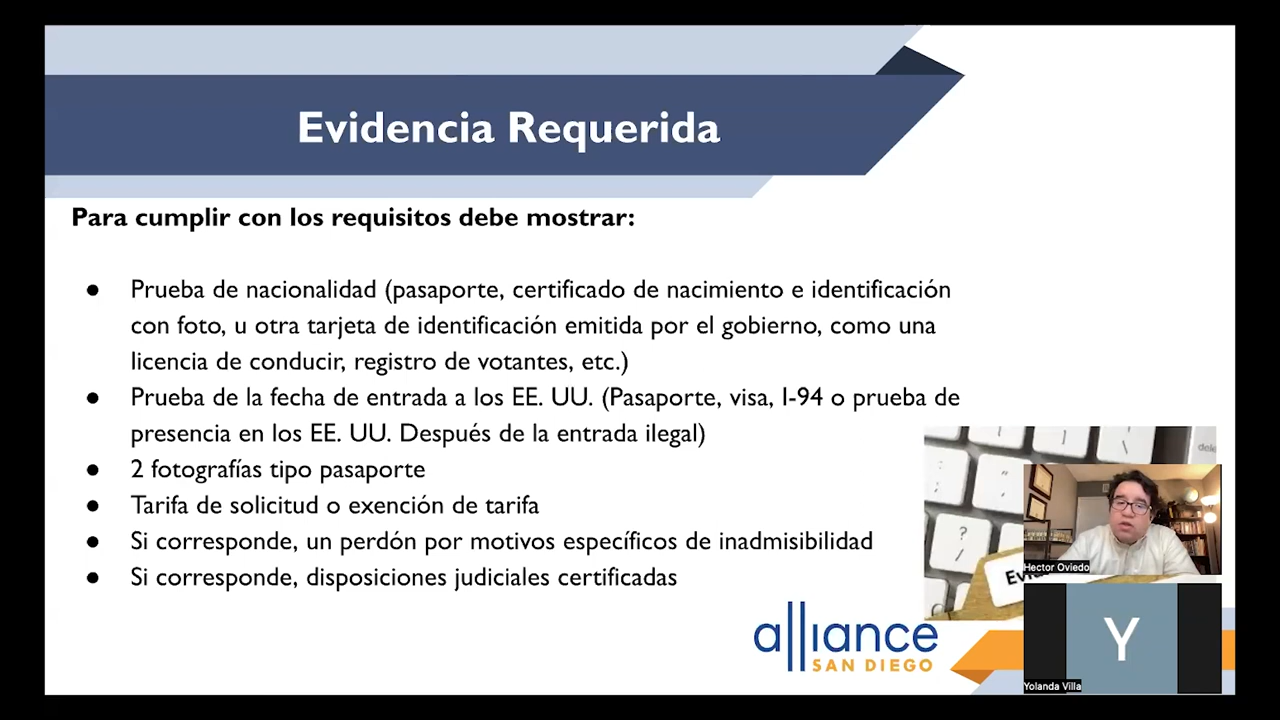 Evidencia Requerida
Para cumplir con los requisitos debe mostrar:
● Prueba de nacionalidad (pasaporte, certificado de nacimiento e identificación
con foto, u otra tarjeta de identificación emitida por el gobierno, como una
licencia de conducir, registro de votantes, etc.)
● Prueba de la fecha de entrada a los EE. UU. (Pasaporte, visa, I-94 o prueba de
presencia en los EE. UU. Después de la entrada ilegal)
● 2 fotografías tipo pasaporte
● Tarifa de solicitud o exención de tarifa
● Si corresponde, un perdón por motivos específicos de inadmisibilidad
● Si corresponde, disposiciones judiciales certificadas
? /
Hector Oviedo
alliance
SAN DIEGO
Y
Yolanda Villa